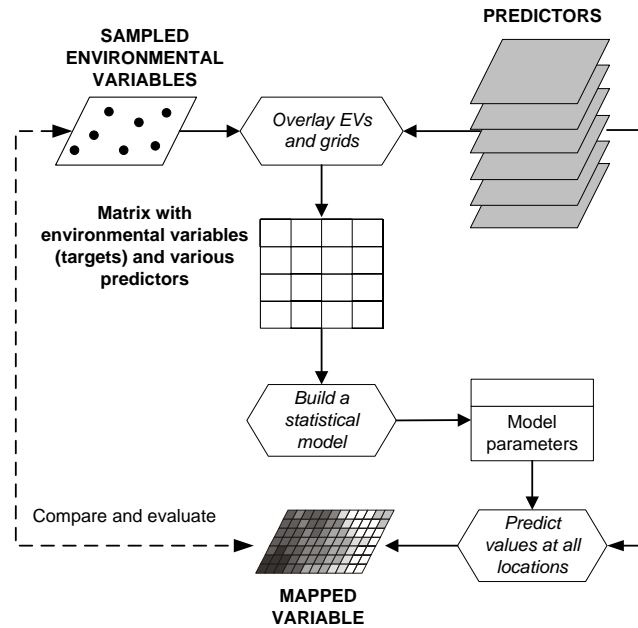 PREDICTORS
SAMPLED
ENVIRONMENTAL
VARIABLES
Overlay EVs
and grids
Matrix with
environmental variables
(targets) and various
predictors
Build a
statistical
model
Model
parameters
Compare and evaluate
Predict
values at all
locations
MAPPED
VARIABLE